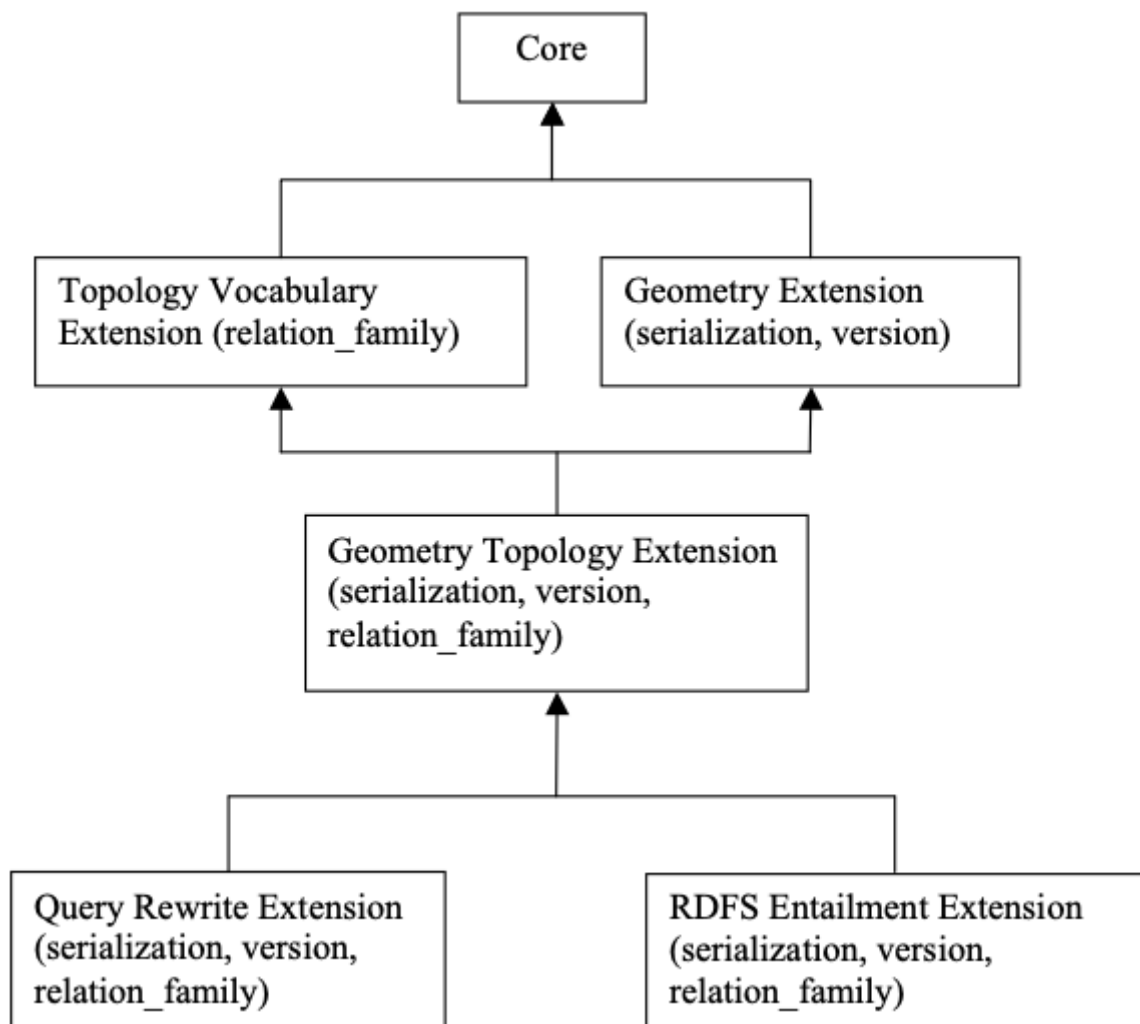 Core
Topology Vocabulary
Extension (relation_family)
Geometry Extension
(serialization, version)
Geometry Topology Extension
(serialization, version,
relation_family)
Query Rewrite Extension
(serialization, version,
relation_family)
RDFS Entailment Extension
(serialization, version,
relation_family)